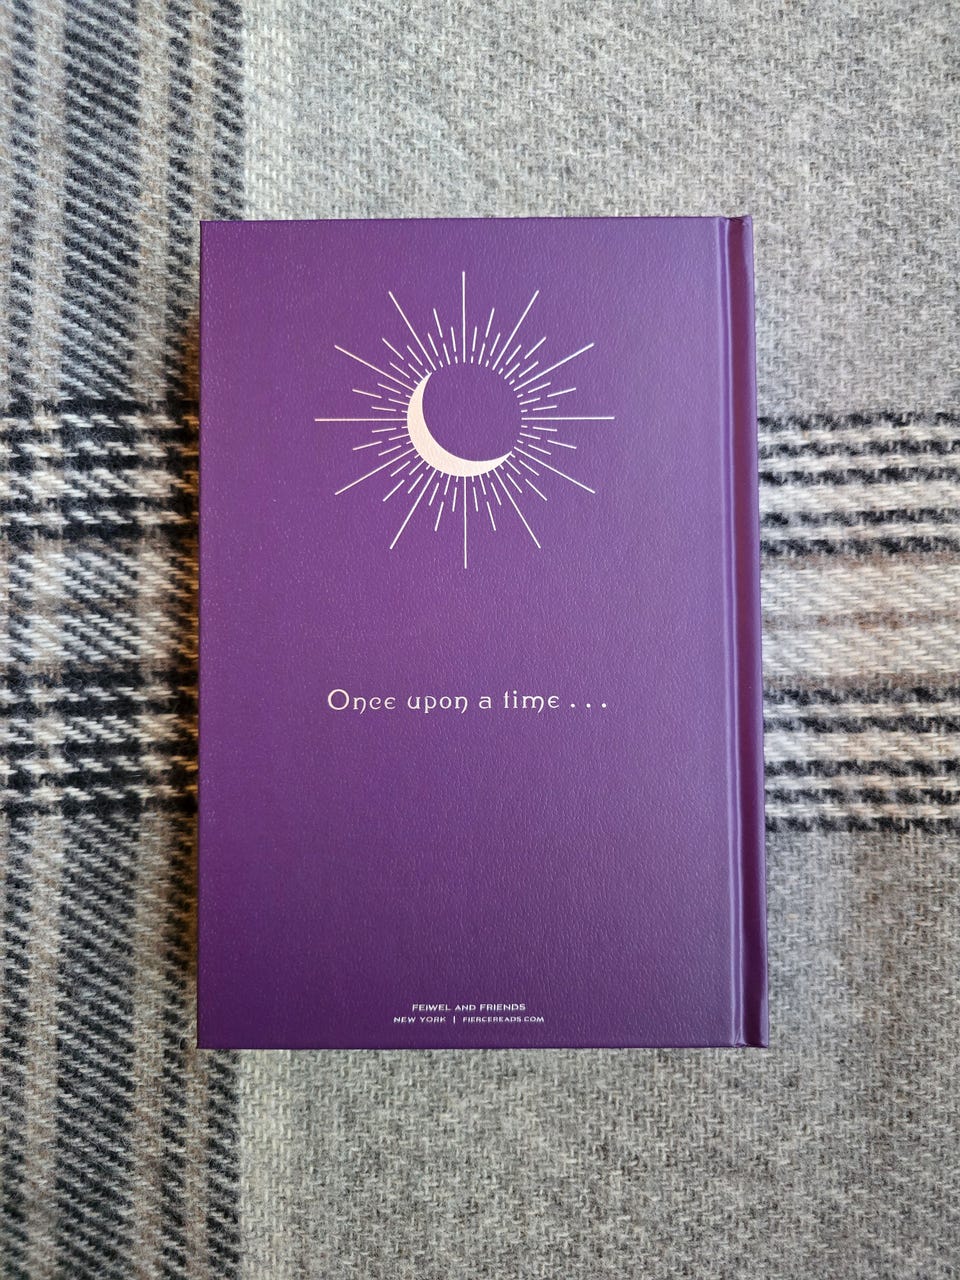 Once upon a time . . .
FEIWEL AND FRIENDS
NEW YORK | FIERCEREADS.COM